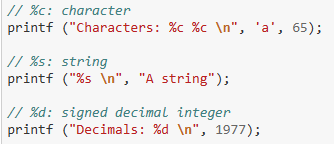 // %c: character
printf ("Characters: %c %c \n", 'a', 65);
// %s: string
printf ("%s \n", "A string");
// %d: signed decimal integer
printf ("Decimals: %d \n", 1977);